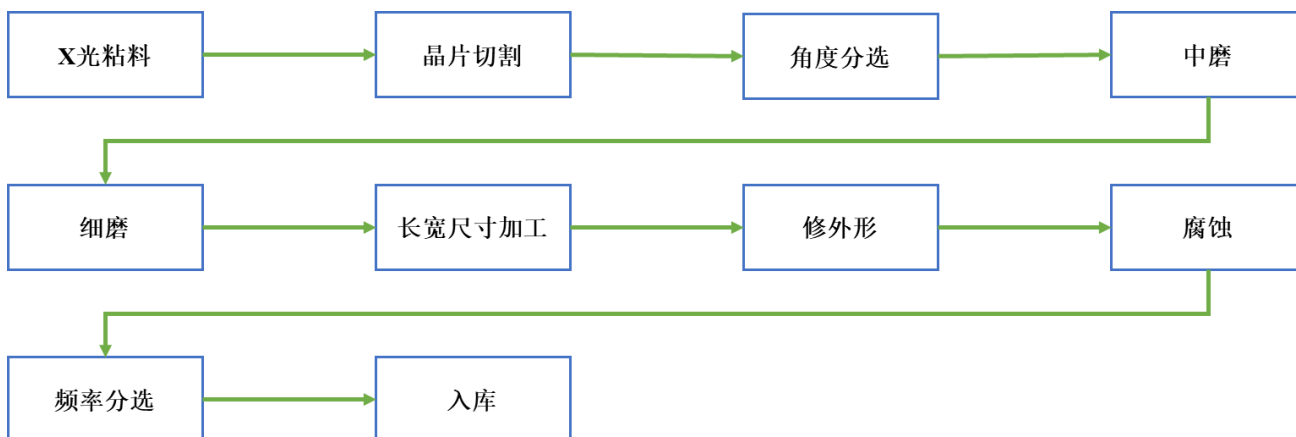 X光粘料
晶片切割
角度分选
中磨
细磨
长宽尺寸加工
修外形
腐蚀
频率分选
入库